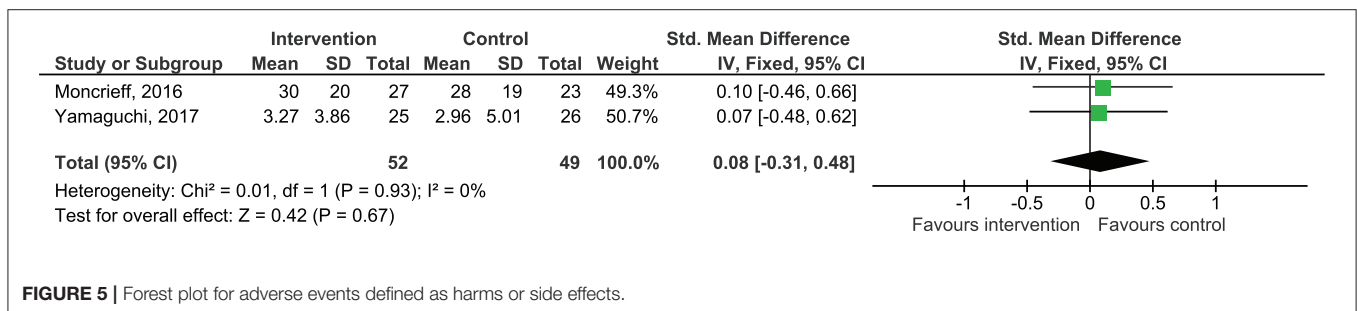 Intervention Control Std. Mean Difference Std. Mean Difference
Study or Subgroup Mean SD Total Mean SD Total Weight IV, Fixed, 95% CI IV, Fixed, 95% CI
Moncrieff, 2016 30 20 27 28 19 23 49.3% 0.10 [-0.46, 0.66]
Yamaguchi, 2017 3.27 3.86 25 2.96 5.01 26 50.7% 0.07 [-0.48, 0.62]
Total (95% CI) 52 49 100.0% 0.08 [-0.31, 0.48]
Heterogeneity: Chi² = 0.01, df = 1 (P = 0.93); I² = 0%
Test for overall effect: Z = 0.42 (P = 0.67)
-1 -0.5 0 0.5 1
Favours intervention Favours control
FIGURE 5 | Forest plot for adverse events defined as harms or side effects.